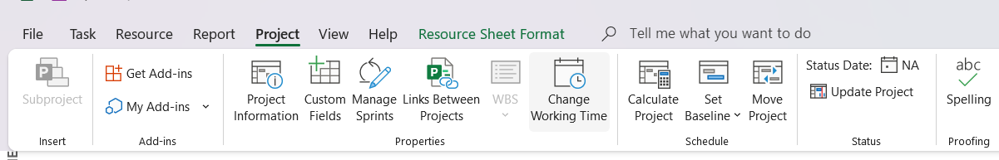 File Task Resource Report Project View Help Resource Sheet Format Tell me what you want to do
Subproject
Insert
Get Add-ins
My Add-ins
Add-ins
Project
Information
Custom
Fields
Manage
Sprints
Links Between
Projects
WBS
Change
Working Time
Properties
Calculate
Project
Set
Baseline
Move
Project
Schedule
Status Date: NA
Update Project
Status
abc
Spelling
Proofing